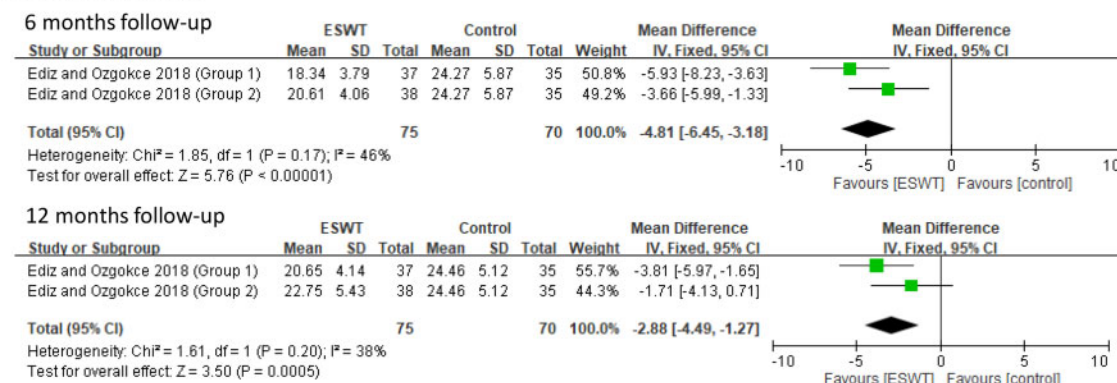 6 months follow-up
ESWT Control Mean Difference Mean Difference
Study or Subgroup Mean SD Total Mean SD Total Weight IV, Fixed, 95% CI IV, Fixed, 95% CI
Ediz and Ozgokce 2018 (Group 1) 18.34 3.79 37 24.27 5.87 35 50.8% -5.93 [-8.23, -3.63]
Ediz and Ozgokce 2018 (Group 2) 20.61 4.06 38 24.27 5.87 35 49.2% -3.66 [-5.99, -1.33]
Total (95% CI) 75 70 100.0% -4.81 [-6.45, -3.18]
Heterogeneity: Chi² = 1.85, df = 1 (P = 0.17); I² = 46%
Test for overall effect: Z = 5.76 (P < 0.00001)
-10 -5 0 5 10
Favours [ESWT] Favours [control]
12 months follow-up
ESWT Control Mean Difference Mean Difference
Study or Subgroup Mean SD Total Mean SD Total Weight IV, Fixed, 95% CI IV, Fixed, 95% CI
Ediz and Ozgokce 2018 (Group 1) 20.65 4.14 37 24.46 5.12 35 55.7% -3.81 [-5.97, -1.65]
Ediz and Ozgokce 2018 (Group 2) 22.75 5.43 38 24.46 5.12 35 44.3% -1.71 [-4.13, 0.71]
Total (95% CI) 75 70 100.0% -2.88 [-4.49, -1.27]
Heterogeneity: Chi² = 1.61, df = 1 (P = 0.20); I² = 38%
Test for overall effect: Z = 3.50 (P = 0.0005)
-10 -5 0 5 10
Favours [ESWT] Favours [control]